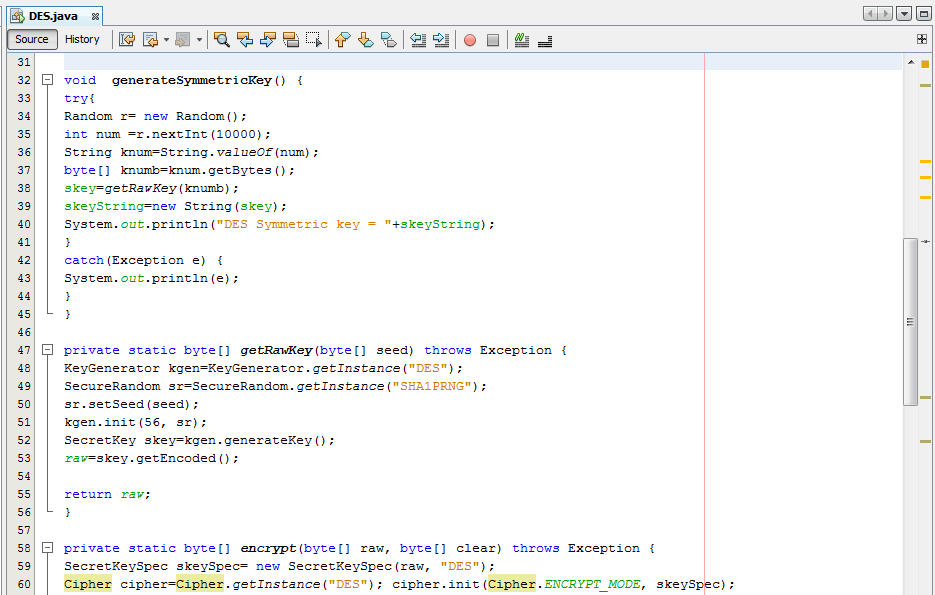 DES.java
Source History
31
32 void generateSymmetricKey() {
33 try{
34 Random r= new Random();
35 int num =r.nextInt(10000);
36 String knum=String.valueOf(num);
37 byte[] knumb=knum.getBytes();
38 skey=getRawKey(knumb);
39 skeyString=new String(skey);
40 System.out.println("DES Symmetric key = "+skeyString);
41 }
42 catch(Exception e) {
43 System.out.println(e);
44 }
45 }
46
47 private static byte[] getRawKey(byte[] seed) throws Exception {
48 KeyGenerator kgen=KeyGenerator.getInstance("DES");
49 SecureRandom sr=SecureRandom.getInstance("SHA1PRNG");
50 sr.setSeed(seed);
51 kgen.init(56, sr);
52 SecretKey skey=kgen.generateKey();
53 raw=skey.getEncoded();
54
55 return raw;
56 }
57
58 private static byte[] encrypt(byte[] raw, byte[] clear) throws Exception {
59 SecretKeySpec skeySpec= new SecretKeySpec(raw, "DES");
60 Cipher cipher=Cipher.getInstance("DES"); cipher.init(Cipher.ENCRYPT_MODE, skeySpec);